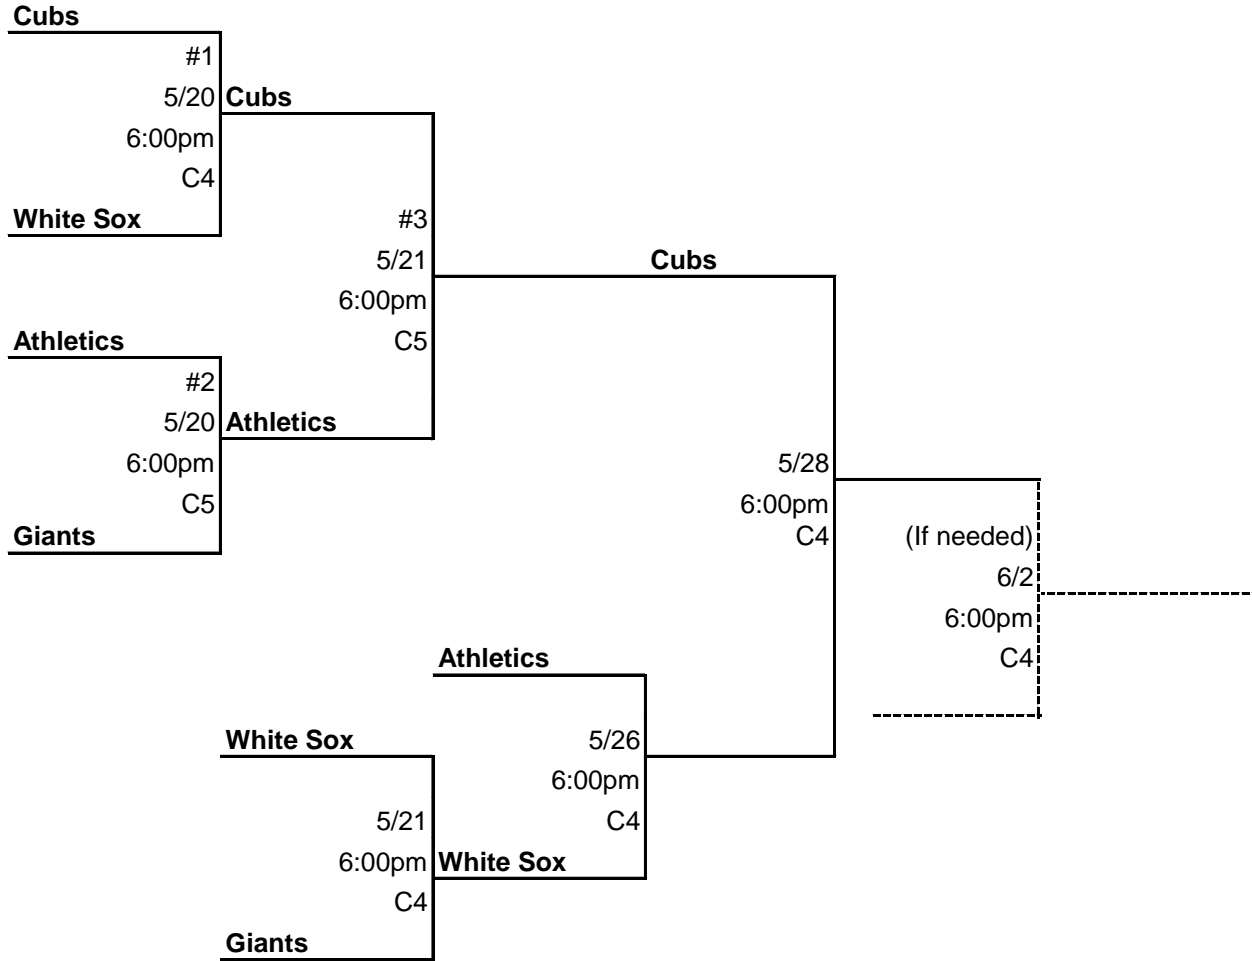 Cubs
#1
5/20
Cubs
6:00pm
C4
White Sox
#3
5/21
Cubs
6:00pm
Athletics
C5
#2
5/20
Athletics
6:00pm
5/28
C5
6:00pm
Giants
C4
(If needed)
6/2
6:00pm
Athletics
C4
White Sox
5/26
6:00pm
5/21
C4
6:00pm
White Sox
C4
Giants